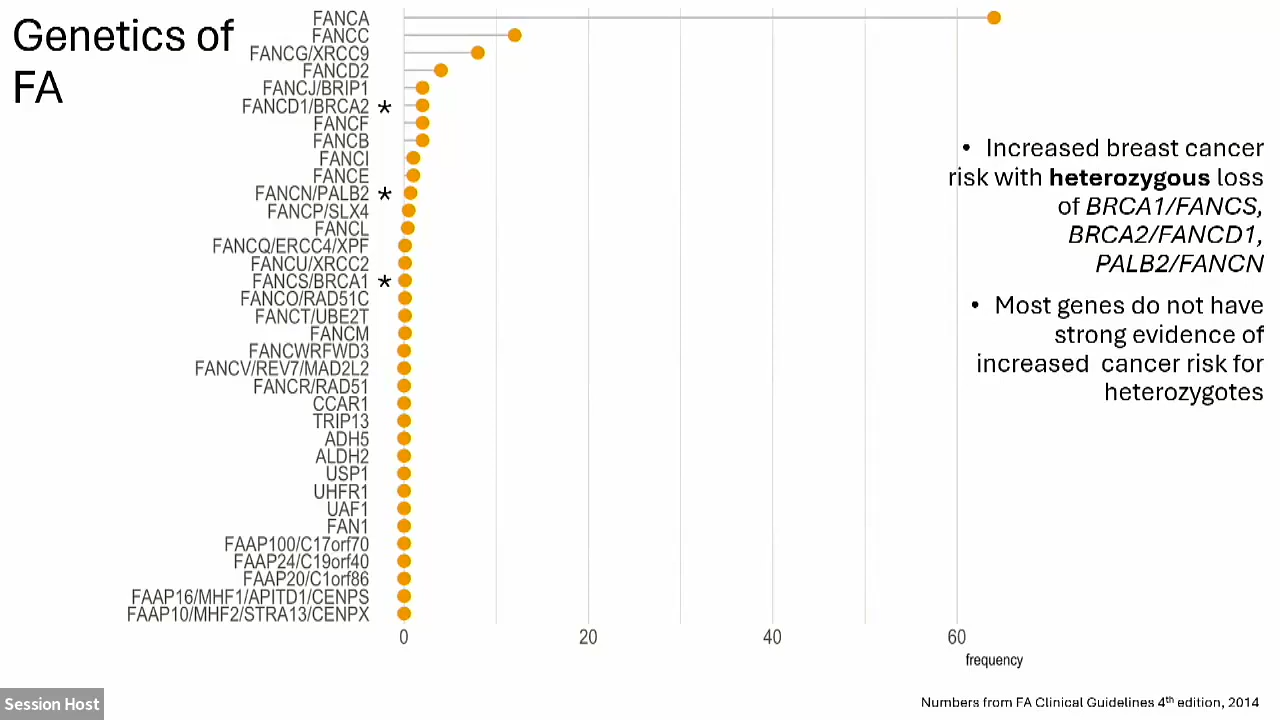 Genetics of
FA
FANCA
FANCC
FANCG/XRCC9
FANCD2
FANCJ/BRIP1
FANCD1/BRCA2 *
FANCF
FANCB
FANCI
FANCE
FANCN/PALB2 *
FANCP/SLX4
FANCL
FANCQ/ERCC4/XPF
FANCU/XRCC2
FANCS/BRCA1 *
FANCO/RAD51C
FANCT/UBE2T
FANCM
FANCWRFWD3
FANCV/REV7/MAD2L2
FANCR/RAD51
CCAR1
TRIP13
ADH5
ALDH2
USP1
UHFR1
UAF1
FAN1
FAAP100/C17orf70
FAAP24/C19orf40
FAAP20/C1orf86
FAAP16/MHF1/APITD1/CENPS
FAAP10/MHF2/STRA13/CENPX
0 20 40 60
frequency
• Increased breast cancer
risk with heterozygous loss
of BRCA1/FANCS,
BRCA2/FANCD1,
PALB2/FANCN
• Most genes do not have
strong evidence of
increased cancer risk for
heterozygotes
Numbers from FA Clinical Guidelines 4th edition, 2014
Session Host